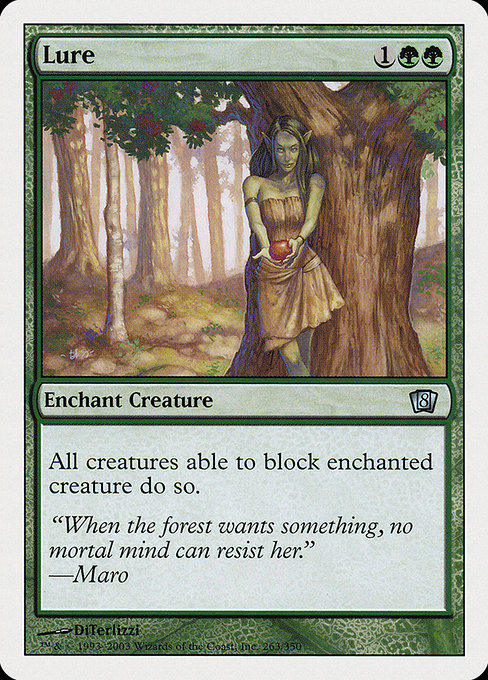 Lure 1
Enchant Creature 8
All creatures able to block enchanted
creature do so.
“When the forest wants something, no
mortal mind can resist her.”
—Maro
DiTerlizzi
™ & © 1993–2003 Wizards of the Coast, Inc. 263/350